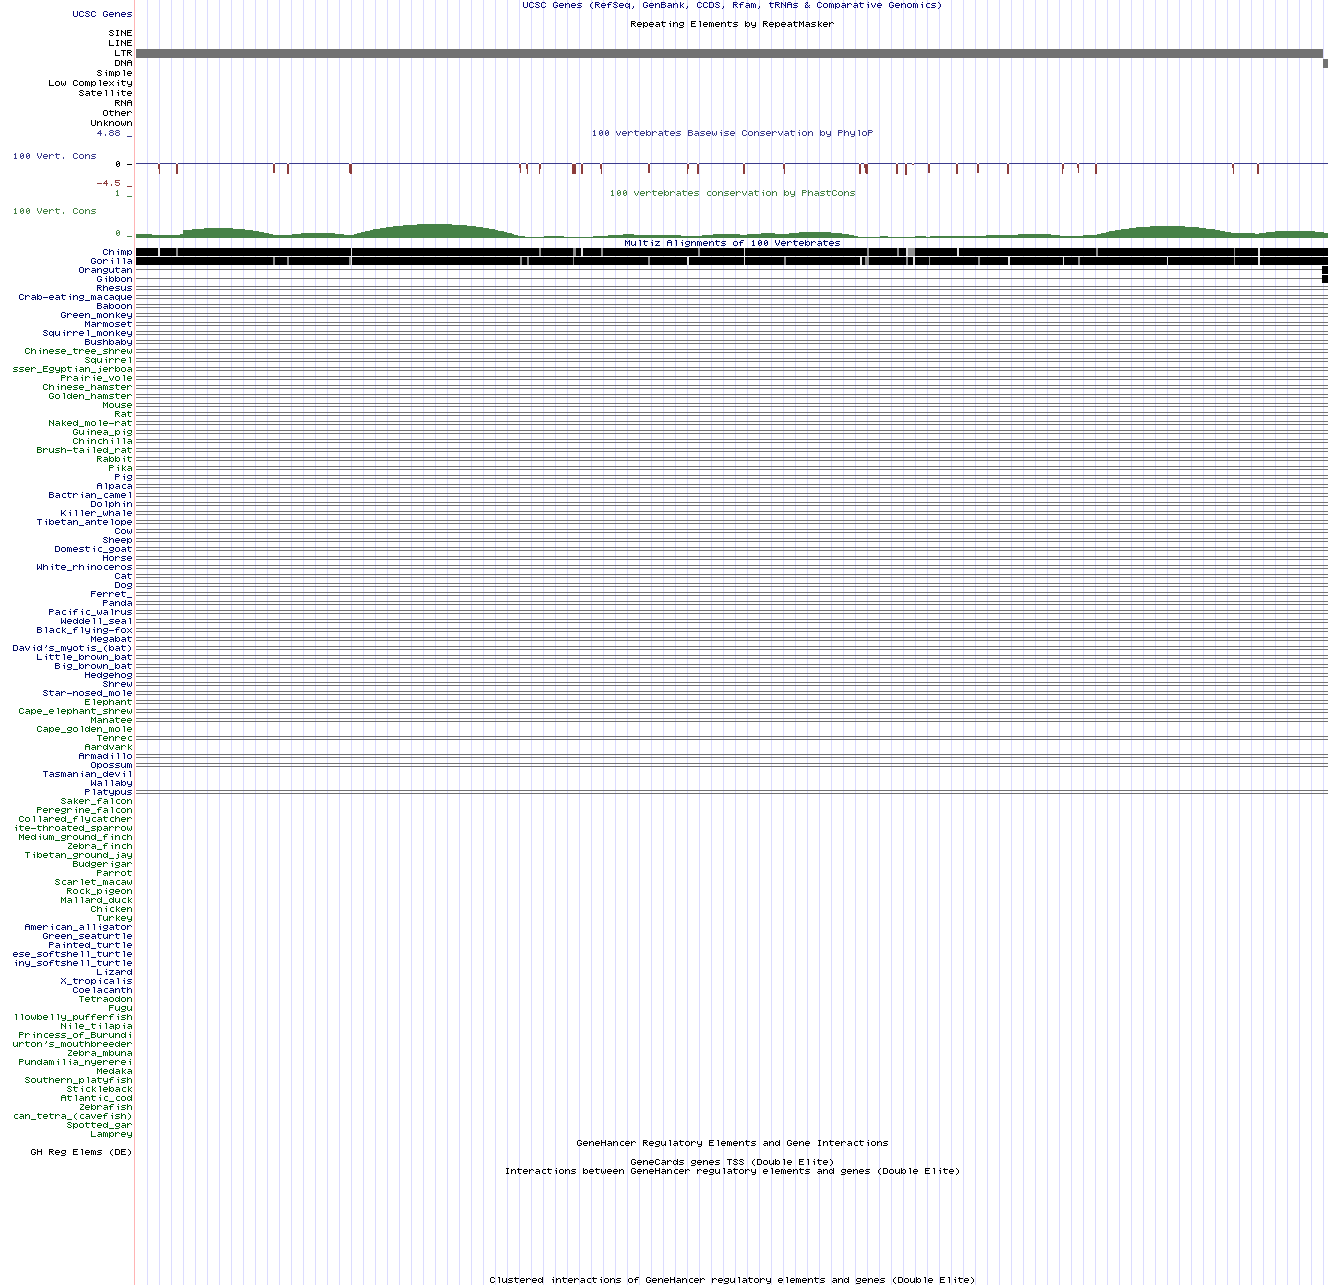 UCSC Genes (RefSeq, GenBank, CCDS, Rfam, tRNAs & Comparative Genomics)
UCSC Genes
Repeating Elements by RepeatMasker
SINE
LINE
LTR
DNA
Simple
Low Complexity
Satellite
RNA
Other
Unknown
4.88 _
100 vertebrates Basewise Conservation by PhyloP
100 Vert. Cons
0 _
-4.5 _
1 _
100 vertebrates conservation by PhastCons
100 Vert. Cons
0 _
Multiz Alignments of 100 Vertebrates
Chimp
Gorilla
Orangutan
Gibbon
Rhesus
Crab-eating_macaque
Baboon
Green_monkey
Marmoset
Squirrel_monkey
Bushbaby
Chinese_tree_shrew
Squirrel
sser_Egyptian_jerboa
Prairie_vole
Chinese_hamster
Golden_hamster
Mouse
Rat
Naked_mole-rat
Guinea_pig
Chinchilla
Brush-tailed_rat
Rabbit
Pika
Pig
Alpaca
Bactrian_camel
Dolphin
Killer_whale
Tibetan_antelope
Cow
Sheep
Domestic_goat
Horse
White_rhinoceros
Cat
Dog
Ferret_
Panda
Pacific_walrus
Weddell_seal
Black_flying-fox
Megabat
David's_myotis_(bat)
Little_brown_bat
Big_brown_bat
Hedgehog
Shrew
Star-nosed_mole
Elephant
Cape_elephant_shrew
Manatee
Cape_golden_mole
Tenrec
Aardvark
Armadillo
Opossum
Tasmanian_devil
Wallaby
Platypus
Saker_falcon
Peregrine_falcon
Collared_flycatcher
ite-throated_sparrow
Medium_ground_finch
Zebra_finch
Tibetan_ground_jay
Budgerigar
Parrot
Scarlet_macaw
Rock_pigeon
Mallard_duck
Chicken
Turkey
American_alligator
Green_seaturtle
Painted_turtle
ese_softshell_turtle
iny_softshell_turtle
Lizard
X_tropicalis
Coelacanth
Tetraodon
Fugu
llowbelly_pufferfish
Nile_tilapia
Princess_of_Burundi
urton's_mouthbreeder
Zebra_mbuna
Pundamilia_nyererei
Medaka
Southern_platyfish
Stickleback
Atlantic_cod
Zebrafish
can_tetra_(cavefish)
Spotted_gar
Lamprey
GeneHancer Regulatory Elements and Gene Interactions
GH Reg Elems (DE)
GeneCards genes TSS (Double Elite)
Interactions between GeneHancer regulatory elements and genes (Double Elite)
Clustered interactions of GeneHancer regulatory elements and genes (Double Elite)